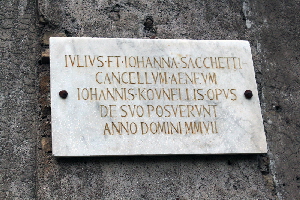 IVLIVS·ET·IOHANNA·SACCHETTI·
CANCELLVM·AENEVM
IOHANNIS·KOVNELLIS·OPVS
DE SVO POSVERVNT
ANNO DOMINI MMVII